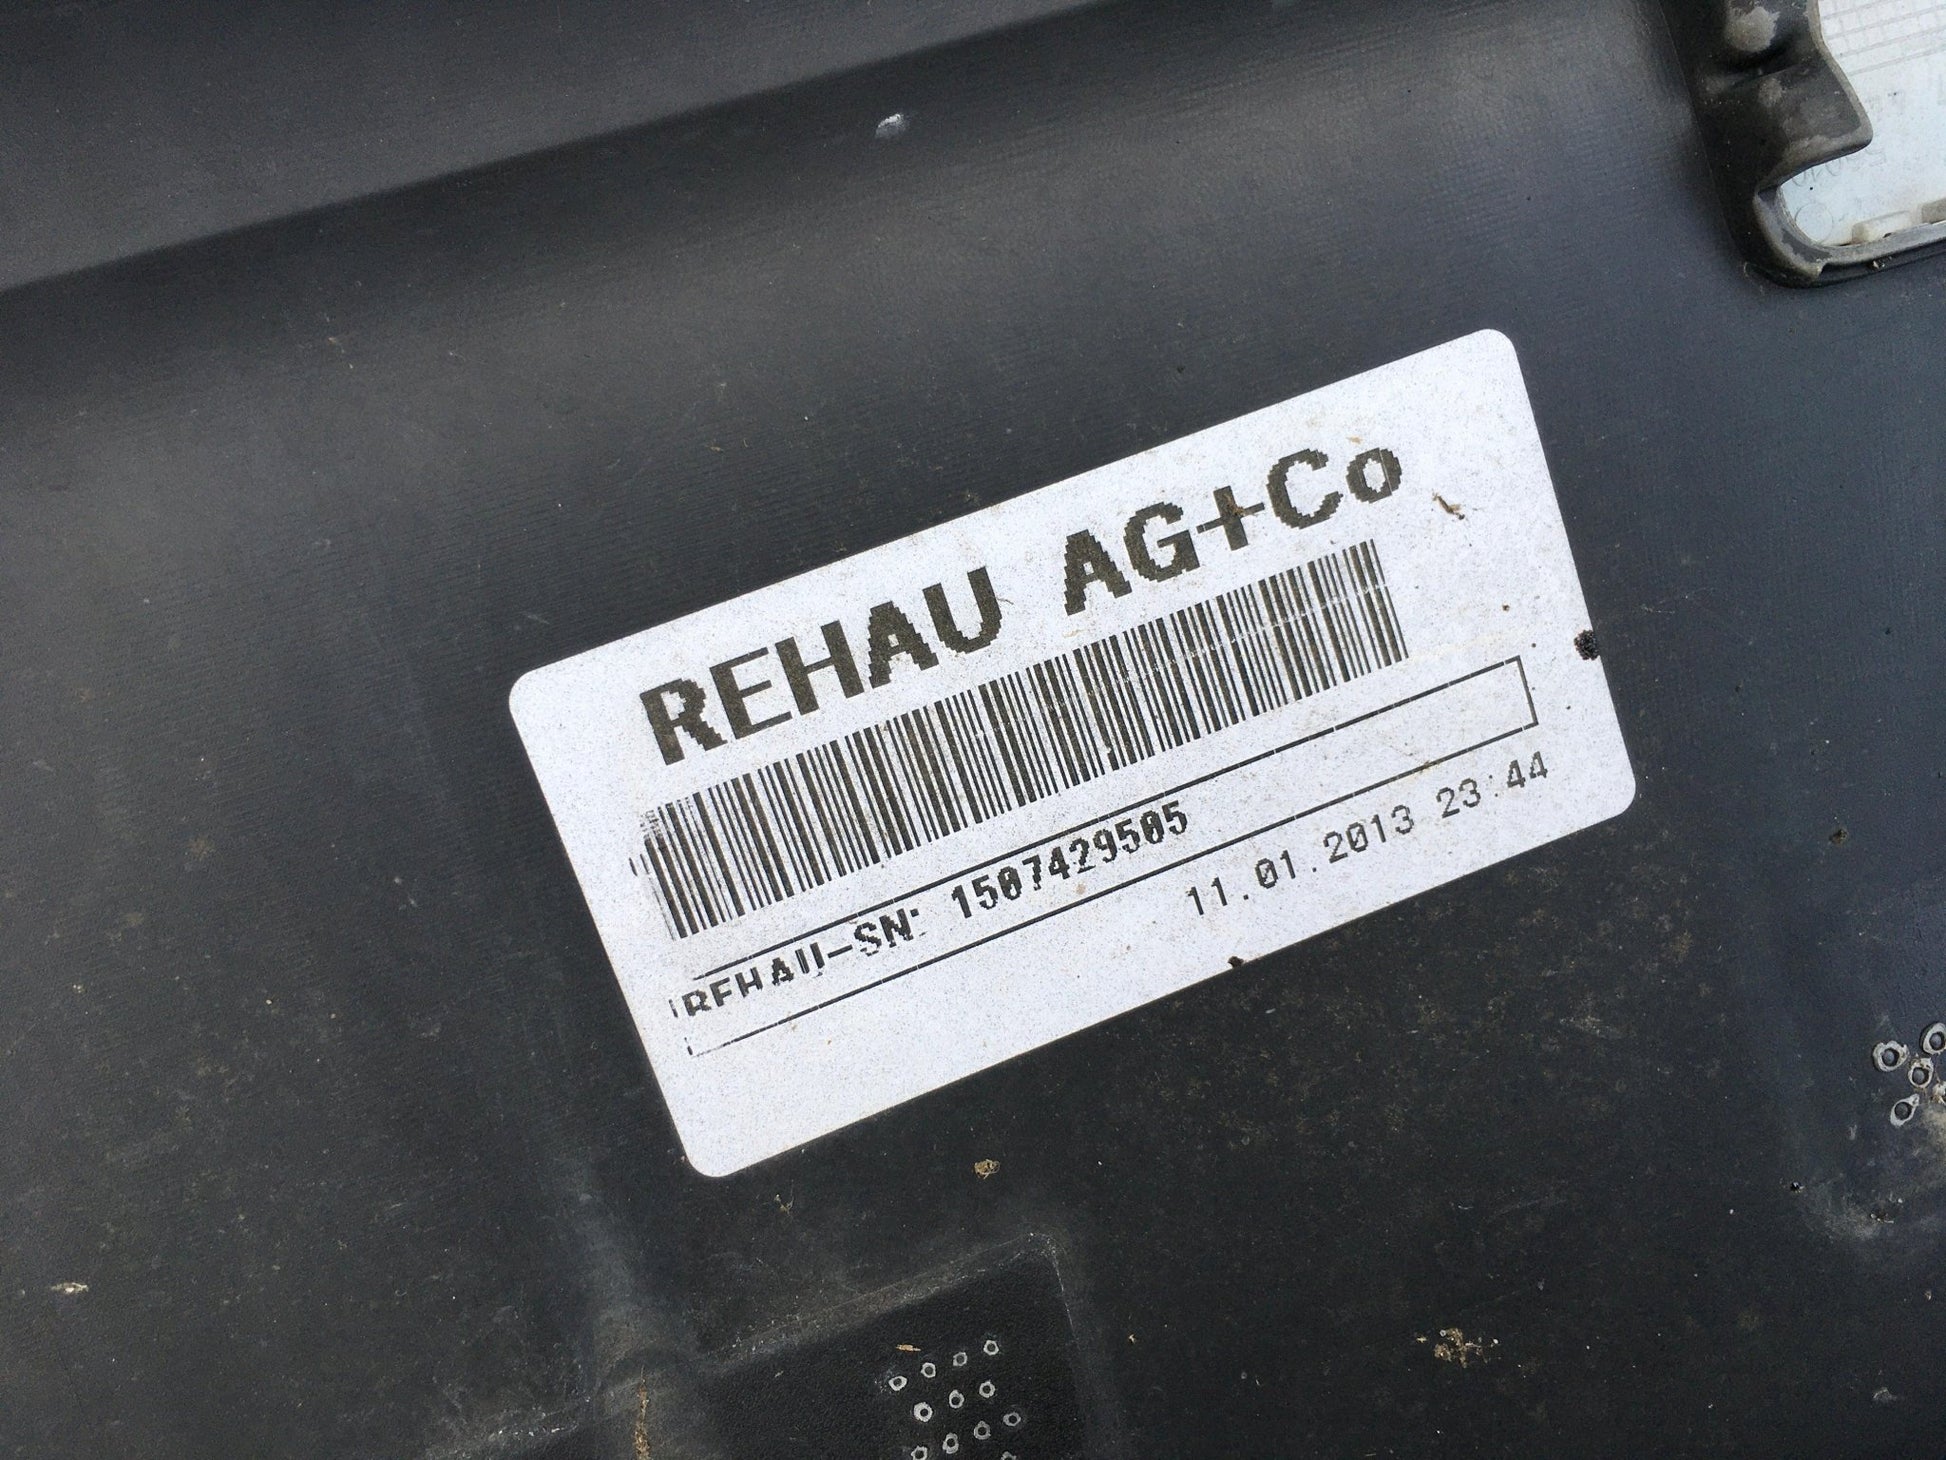 REHAU AG+Co
REHAU-SN: 1507429505
11.01.2013 23:44